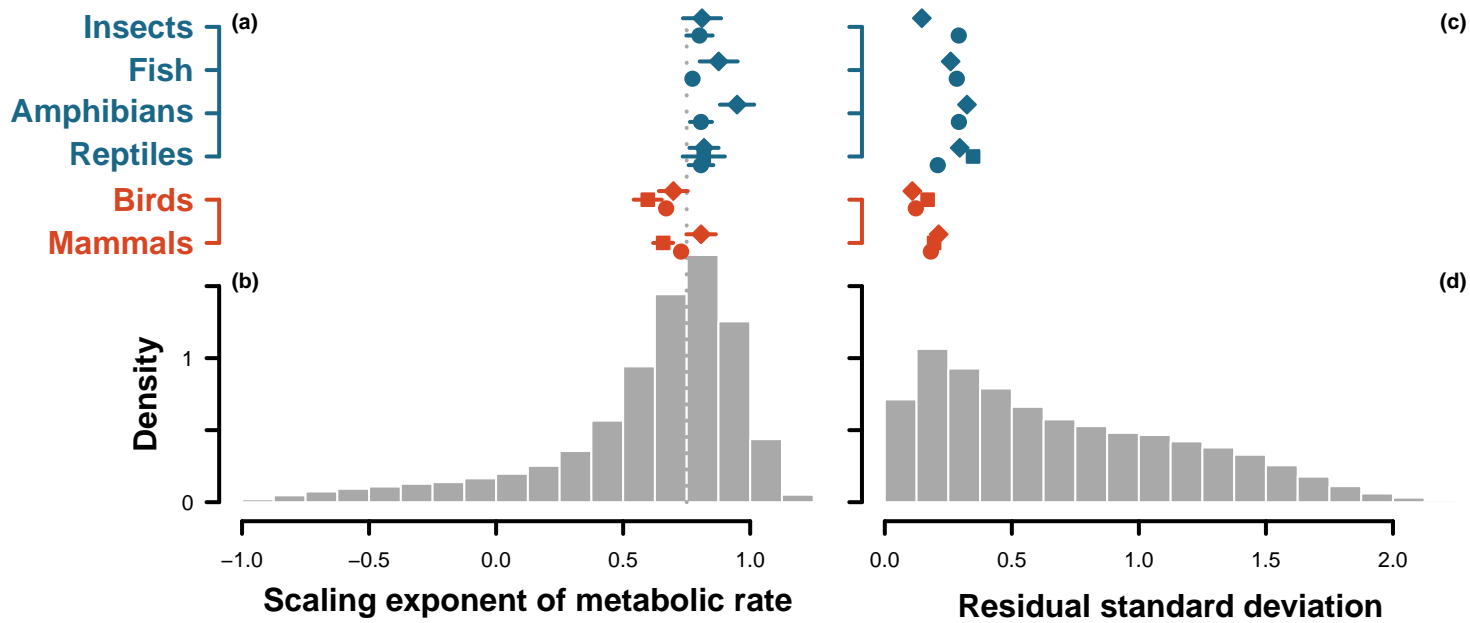 Insects
Fish
Amphibians
Reptiles
Birds
Mammals
(a)
(c)
(b)
(d)
Density
1
0
−1.0 −0.5 0.0 0.5 1.0
0.0 0.5 1.0 1.5 2.0
Scaling exponent of metabolic rate
Residual standard deviation